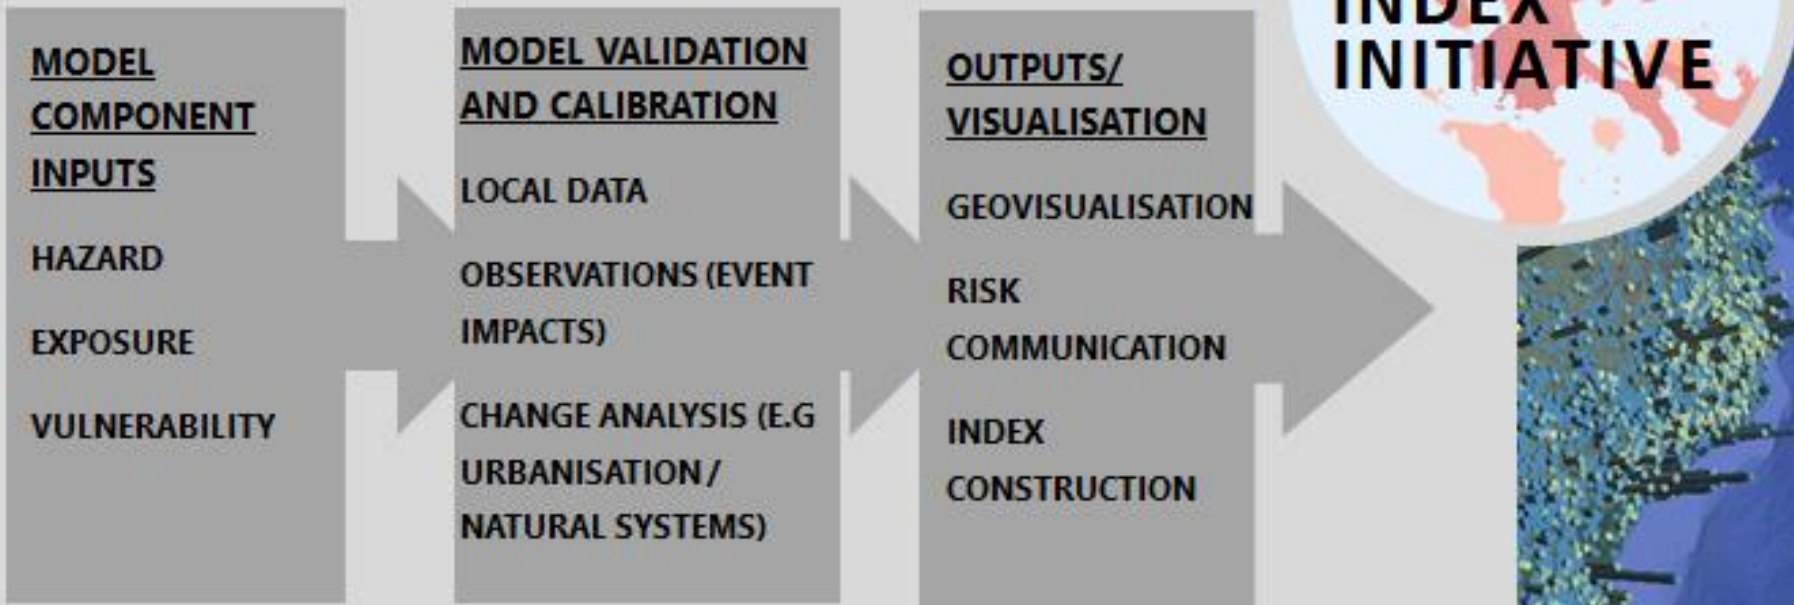 MODEL
COMPONENT
INPUTS
HAZARD
EXPOSURE
VULNERABILITY
MODEL VALIDATION
AND CALIBRATION
LOCAL DATA
OBSERVATIONS (EVENT
IMPACTS)
CHANGE ANALYSIS (E.G
URBANISATION /
NATURAL SYSTEMS)
OUTPUTS/
VISUALISATION
GEOVISUALISATION
RISK
COMMUNICATION
INDEX
CONSTRUCTION
INDEX
INITIATIVE